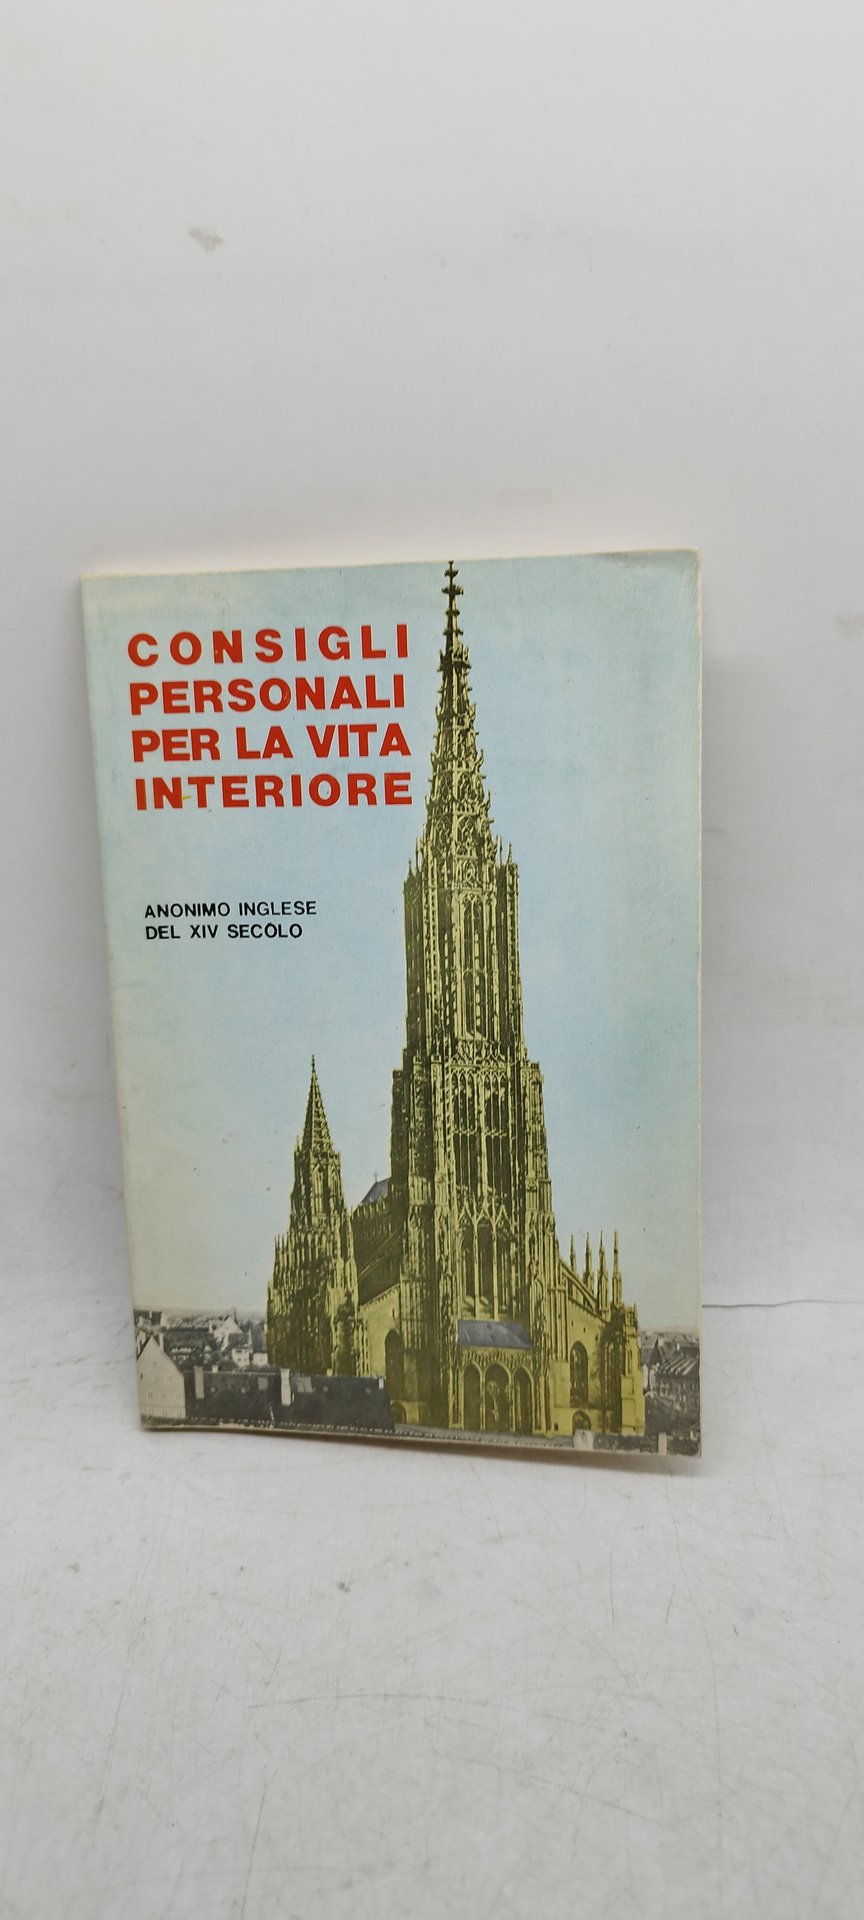 CONSIGLI
PERSONALI
PER LA VITA
INTERIORE
ANONIMO INGLESE
DEL XIV SECOLO